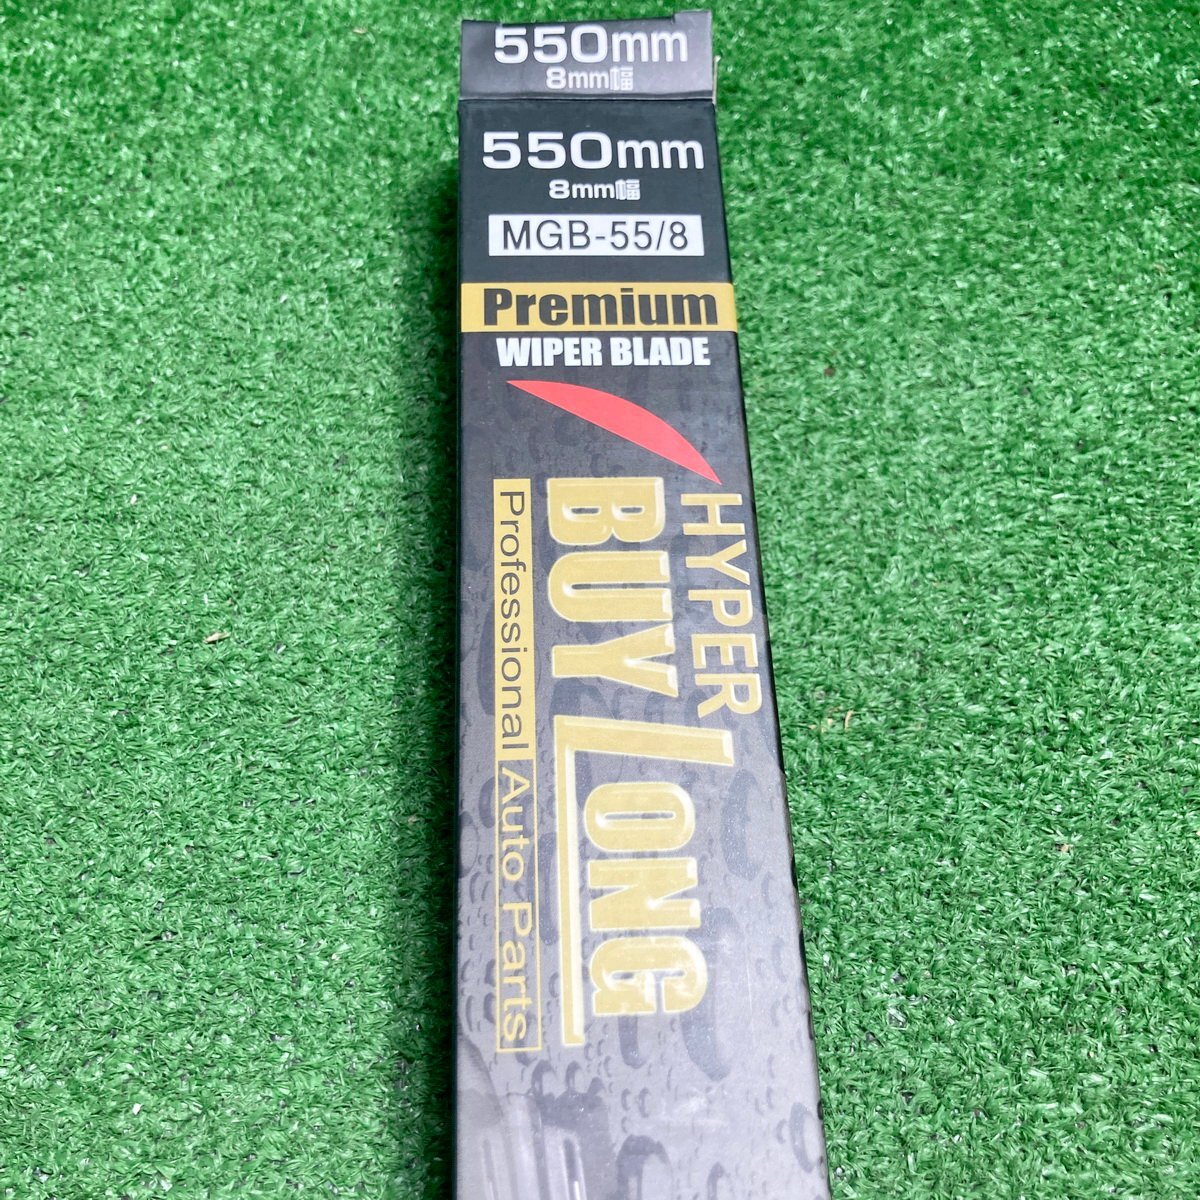 550mm
8mm幅
550mm
8mm幅
MGB-55/8
Premium
WIPER BLADE
HYPER
BUY LONG
Professional Auto Parts